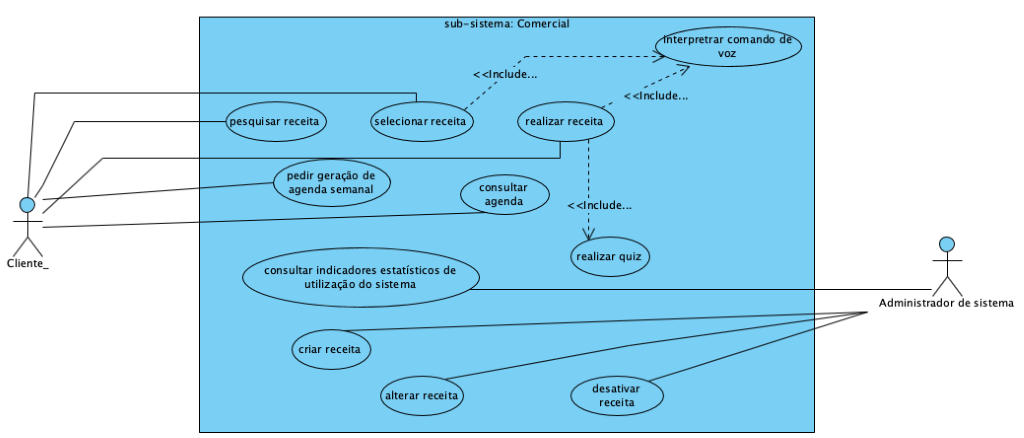 sub-sistema: Comercial
Interpretrar comando de
voz
<<Include...
<<Include...
pesquisar receita
selecionar receita
realizar receita
pedir geração de
agenda semanal
consultar
agenda
<<Include...
Cliente_
realizar quiz
consultar indicadores estatísticos de
utilização do sistema
Administrador de sistema
criar receita
alterar receita
desativar
receita